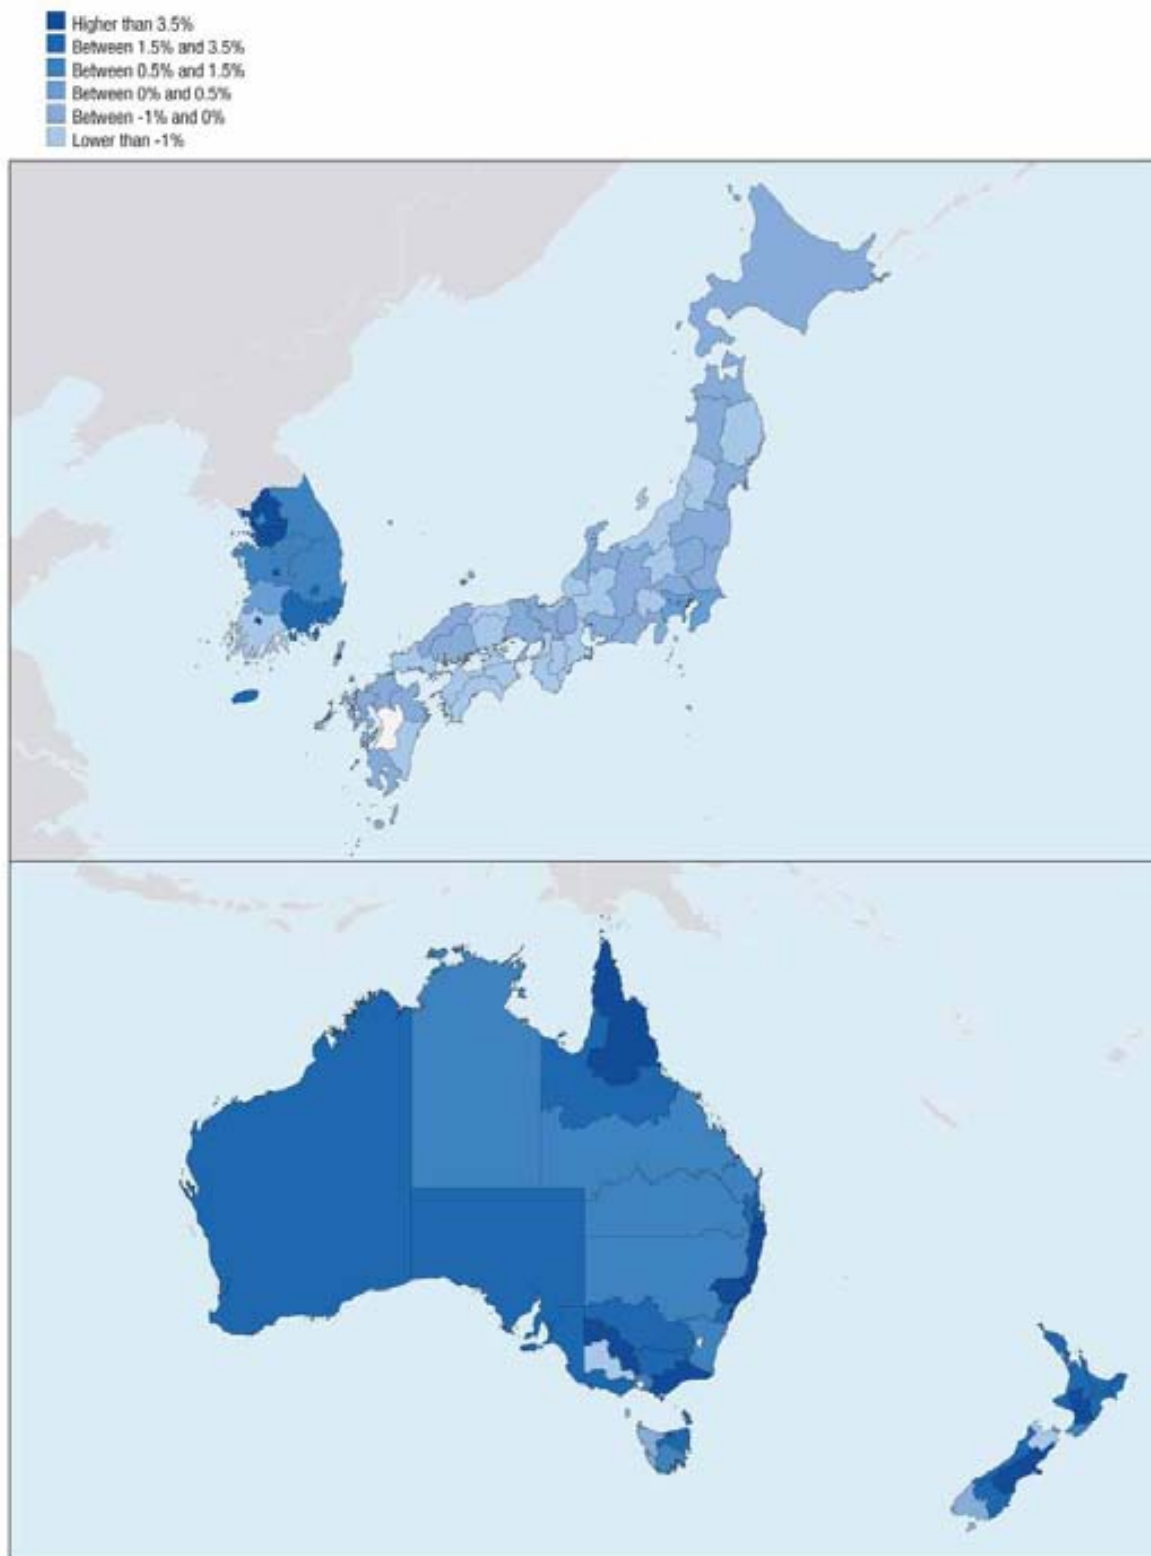 Higher than 3.5%
Between 1.5% and 3.5%
Between 0.5% and 1.5%
Between 0% and 0.5%
Between -1% and 0%
Lower than -1%